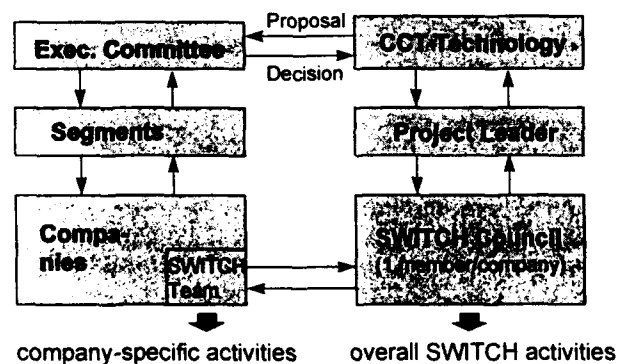 Proposal
Exec. Committee
CCT Technology
Decision
Segments
Project Leader
Compa-
nies
SWITCH
Team
SWITCH Council
(1 member/company)
company-specific activities
overall SWITCH activities